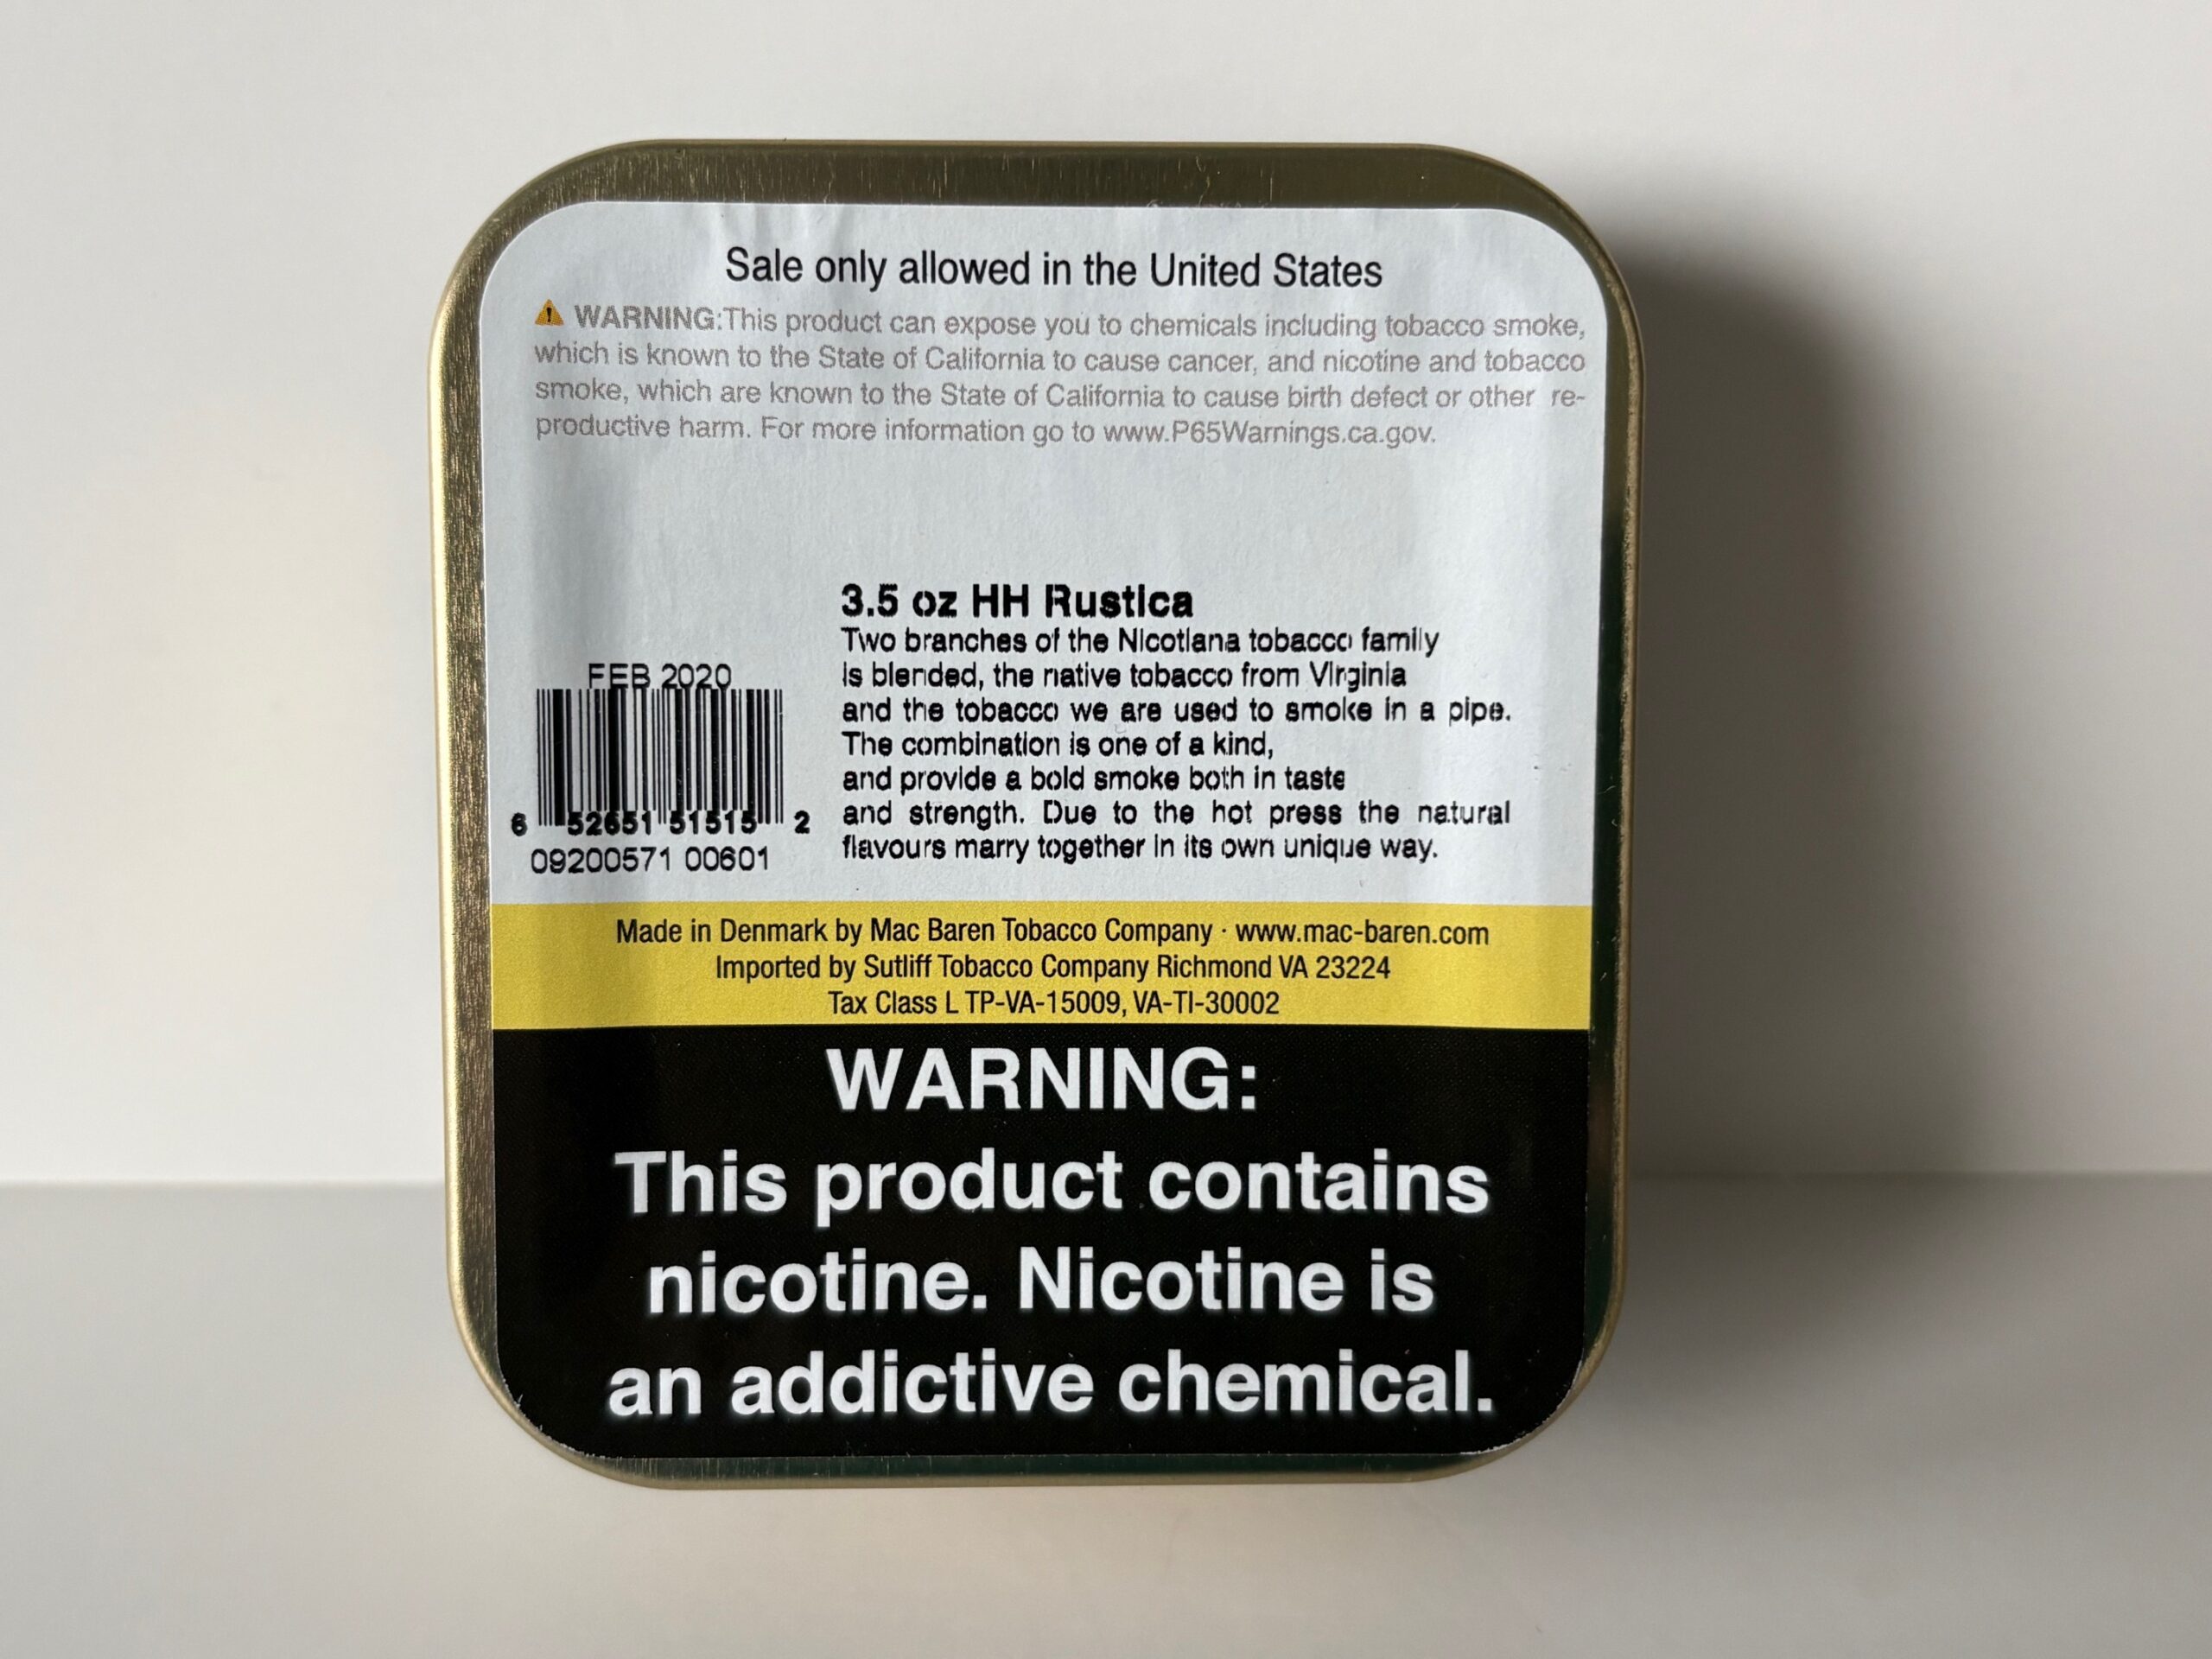 Sale only allowed in the United States
⚠ WARNING:This product can expose you to chemicals including tobacco smoke,
which is known to the State of California to cause cancer, and nicotine and tobacco
smoke, which are known to the State of California to cause birth defect or other re-
productive harm. For more information go to www.P65Warnings.ca.gov.
3.5 oz HH Rustica
Two branches of the Nicotiana tobacco family
is blended, the native tobacco from Virginia
and the tobacco we are used to smoke in a pipe.
The combination is one of a kind,
and provide a bold smoke both in taste
and strength. Due to the hot press the natural
flavours marry together in its own unique way.
FEB 2020
6 52651 51515 2
09200571 00601
Made in Denmark by Mac Baren Tobacco Company · www.mac-baren.com
Imported by Sutliff Tobacco Company Richmond VA 23224
Tax Class L TP-VA-15009, VA-TI-30002
WARNING:
This product contains
nicotine. Nicotine is
an addictive chemical.